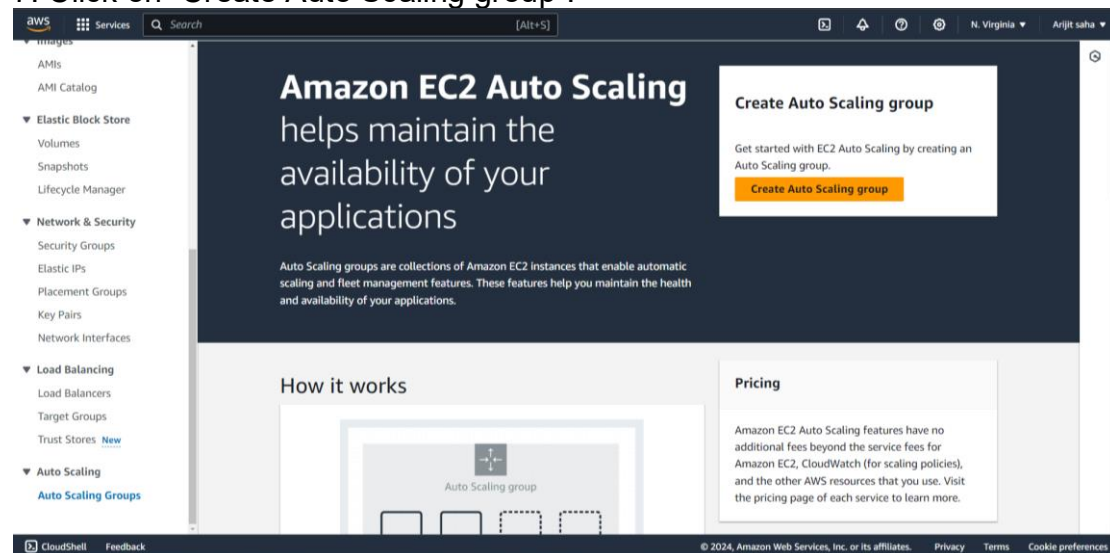 Click on "Create Auto Scaling group".
aws
Services
Search
[Alt+S]
N. Virginia
Arijit saha
Images
AMIs
AMI Catalog
Elastic Block Store
Volumes
Snapshots
Lifecycle Manager
Network & Security
Security Groups
Elastic IPs
Placement Groups
Key Pairs
Network Interfaces
Load Balancing
Load Balancers
Target Groups
Trust Stores New
Auto Scaling
Auto Scaling Groups
Amazon EC2 Auto Scaling
helps maintain the
availability of your
applications
Auto Scaling groups are collections of Amazon EC2 instances that enable automatic
scaling and fleet management features. These features help you maintain the health
and availability of your applications.
Create Auto Scaling group
Get started with EC2 Auto Scaling by creating an
Auto Scaling group.
Create Auto Scaling group
How it works
Auto Scaling group
Pricing
Amazon EC2 Auto Scaling features have no
additional fees beyond the service fees for
Amazon EC2, CloudWatch (for scaling policies),
and the other AWS resources that you use. Visit
the pricing page of each service to learn more.
CloudShell
Feedback
© 2024, Amazon Web Services, Inc. or its affiliates.
Privacy
Terms
Cookie preferences